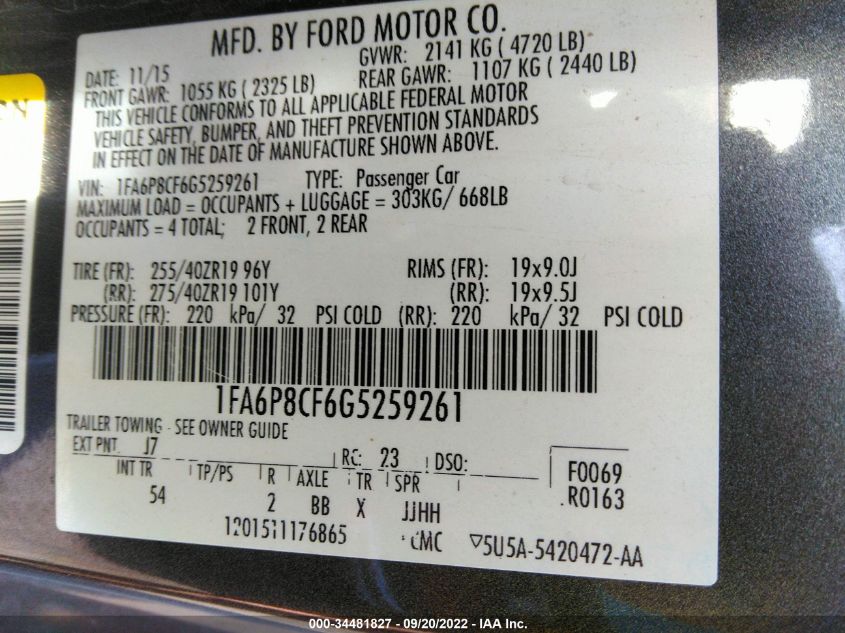 MFD. BY FORD MOTOR CO.
DATE: 11/15 GVWR: 2141 KG ( 4720 LB)
FRONT GAWR: 1055 KG ( 2325 LB) REAR GAWR: 1107 KG ( 2440 LB)
THIS VEHICLE CONFORMS TO ALL APPLICABLE FEDERAL MOTOR
VEHICLE SAFETY, BUMPER, AND THEFT PREVENTION STANDARDS
IN EFFECT ON THE DATE OF MANUFACTURE SHOWN ABOVE.
VIN: 1FA6P8CF6G5259261 TYPE: Passenger Car
MAXIMUM LOAD = OCCUPANTS + LUGGAGE = 303KG/ 668LB
OCCUPANTS = 4 TOTAL; 2 FRONT, 2 REAR
TIRE (FR): 255/40ZR19 96Y RIMS (FR): 19x9.0J
(RR): 275/40ZR19 101Y (RR): 19x9.5J
PRESSURE (FR): 220 kPa/ 32 PSI COLD (RR): 220 kPa/ 32 PSI COLD
1FA6P8CF6G5259261
TRAILER TOWING - SEE OWNER GUIDE
EXT PNT J7 RC: 23 DSO: F0069
INT TR TP/PS R AXLE TR SPR R0163
54 2 BB X JJHH
1201511176865 CMC ▽5U5A-5420472-AA
000-34481827 - 09/20/2022 - IAA Inc.